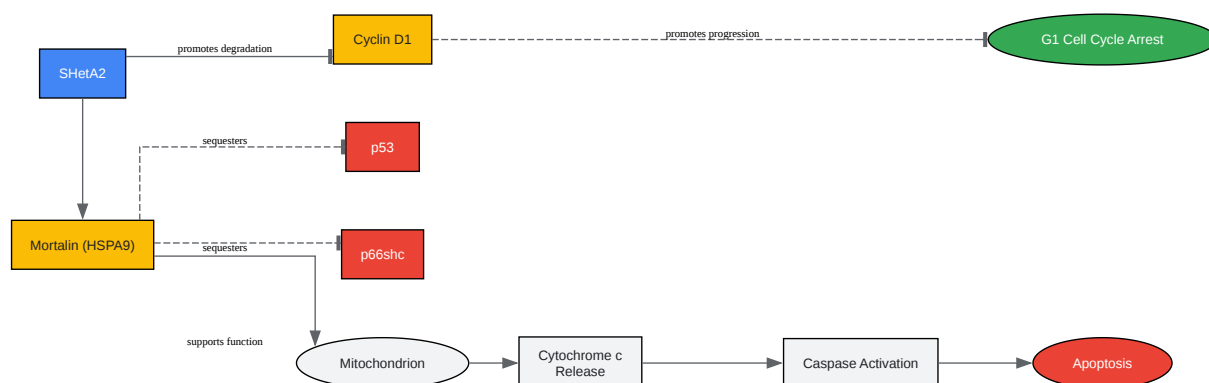 promotes degradation
Cyclin D1
promotes progression
G1 Cell Cycle Arrest
SHetA2
sequesters
p53
Mortalin (HSPA9)
sequesters
p66shc
supports function
Mitochondrion
Cytochrome c
Release
Caspase Activation
Apoptosis